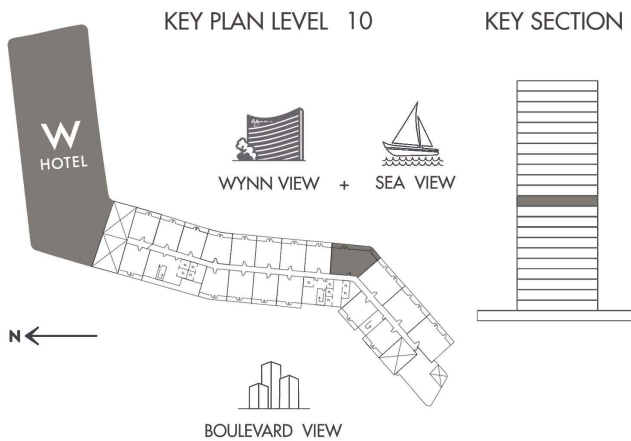 KEY PLAN LEVEL 10
KEY SECTION
W
HOTEL
WYNN VIEW + SEA VIEW
N
BOULEVARD VIEW